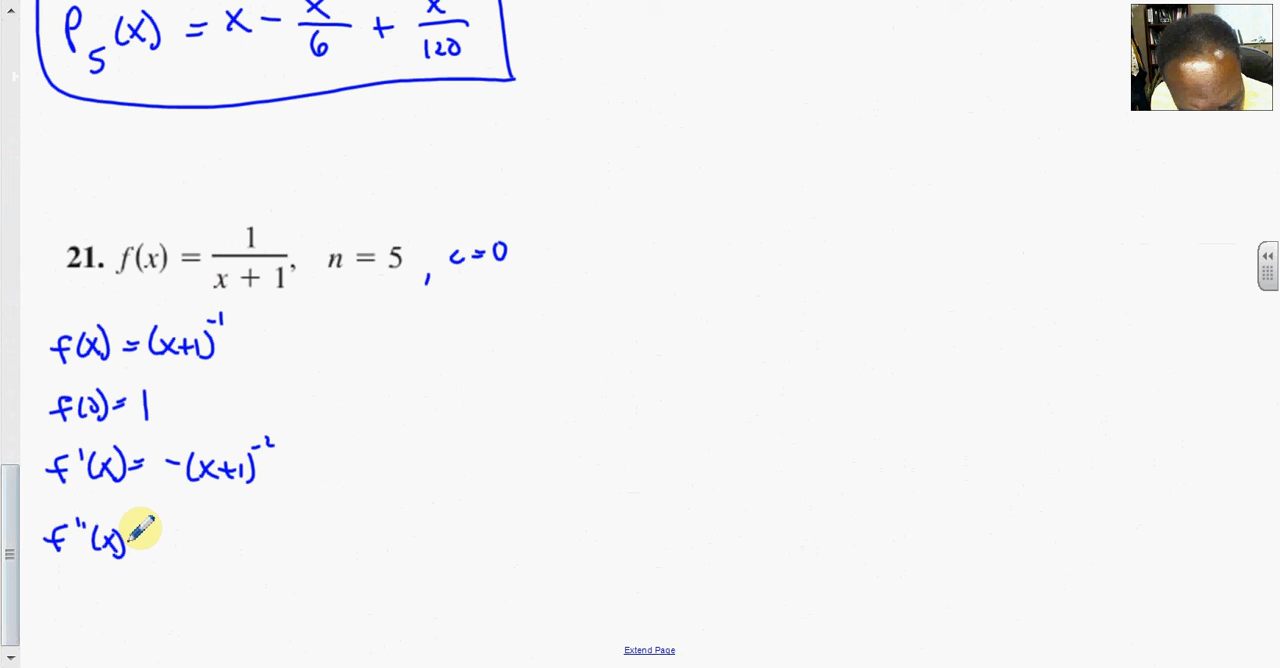 P₅(x) = x - x/6 + x/120
21. f(x) = 1/(x + 1), n = 5 , c=0
f(x) = (x+1)⁻¹
f(0) = 1
f'(x) = -(x+1)⁻²
f"(x)
Extend Page